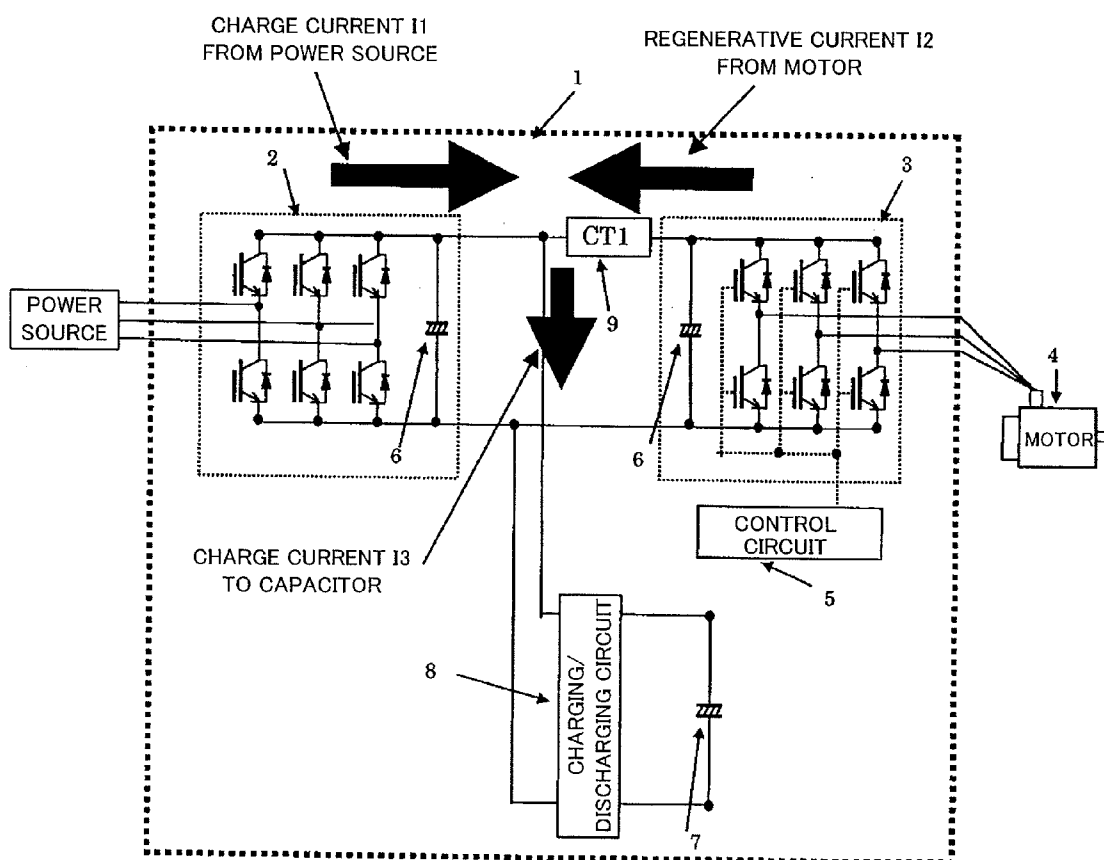 CHARGE CURRENT I1
FROM POWER SOURCE
REGENERATIVE CURRENT I2
FROM MOTOR
1
2
3
CT1
9
POWER
SOURCE
6
6
4
MOTOR
CONTROL
CIRCUIT
5
CHARGE CURRENT I3
TO CAPACITOR
8
CHARGING/
DISCHARGING CIRCUIT
7